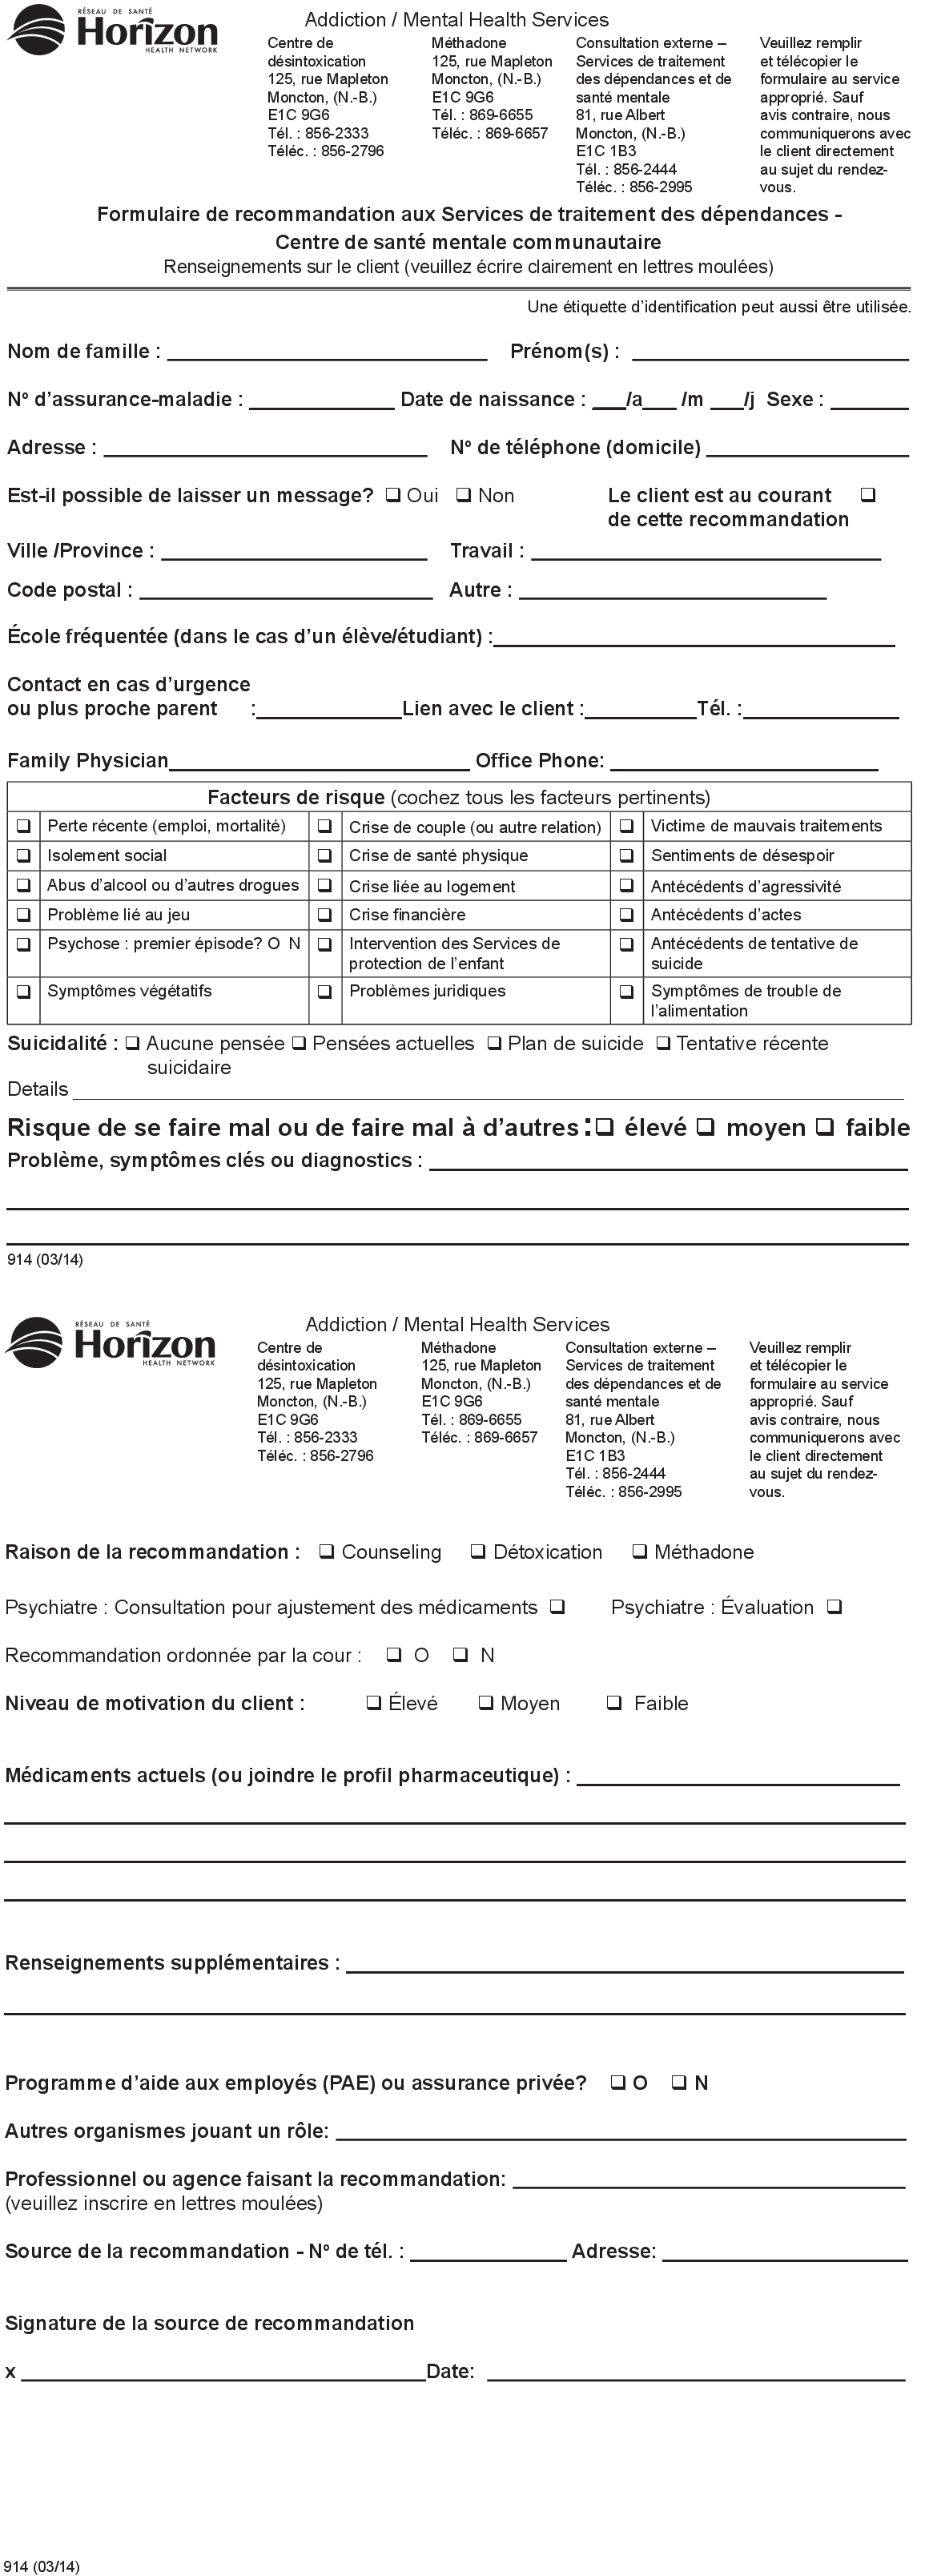 RÉSEAU DE SANTÉ
Horizon
HEALTH NETWORK
Addiction / Mental Health Services
Centre de
désintoxication
125, rue Mapleton
Moncton, (N.-B.)
E1C 9G6
Tél. : 856-2333
Téléc. : 856-2796
Méthadone
125, rue Mapleton
Moncton, (N.-B.)
E1C 9G6
Tél. : 869-6655
Téléc. : 869-6657
Consultation externe –
Services de traitement
des dépendances et de
santé mentale
81, rue Albert
Moncton, (N.-B.)
E1C 1B3
Tél. : 856-2444
Téléc. : 856-2995
Veuillez remplir
et télécopier le
formulaire au service
approprié. Sauf
avis contraire, nous
communiquerons avec
le client directement
au sujet du rendez-
vous.
Formulaire de recommandation aux Services de traitement des dépendances -
Centre de santé mentale communautaire
Renseignements sur le client (veuillez écrire clairement en lettres moulées)
Une étiquette d’identification peut aussi être utilisée.
Nom de famille : ____ Prénom(s) : ____
Nº d’assurance-maladie : ____ Date de naissance : ___/a___ /m ___/j Sexe : ____
Adresse : ____ Nº de téléphone (domicile) ____
Est-il possible de laisser un message? ❑ Oui ❑ Non Le client est au courant ❑
de cette recommandation
Ville /Province : ____ Travail : ____
Code postal : ____ Autre : ____
École fréquentée (dans le cas d’un élève/étudiant) :____
Contact en cas d’urgence
ou plus proche parent :____Lien avec le client :____Tél. :____
Family Physician____ Office Phone: ____
Facteurs de risque (cochez tous les facteurs pertinents)
❑ Perte récente (emploi, mortalité) ❑ Crise de couple (ou autre relation) ❑ Victime de mauvais traitements
❑ Isolement social ❑ Crise de santé physique ❑ Sentiments de désespoir
❑ Abus d’alcool ou d’autres drogues ❑ Crise liée au logement ❑ Antécédents d’agressivité
❑ Problème lié au jeu ❑ Crise financière ❑ Antécédents d’actes
❑ Psychose : premier épisode? O N ❑ Intervention des Services de
protection de l’enfant
❑ Antécédents de tentative de
suicide
❑ Symptômes végétatifs ❑ Problèmes juridiques ❑ Symptômes de trouble de
l’alimentation
Suicidalité : ❑ Aucune pensée ❑ Pensées actuelles ❑ Plan de suicide ❑ Tentative récente
suicidaire
Details ____
Risque de se faire mal ou de faire mal à d’autres:❑ élevé ❑ moyen ❑ faible
Problème, symptômes clés ou diagnostics : ____
914 (03/14)
RÉSEAU DE SANTÉ
Horizon
HEALTH NETWORK
Addiction / Mental Health Services
Centre de
désintoxication
125, rue Mapleton
Moncton, (N.-B.)
E1C 9G6
Tél. : 856-2333
Téléc. : 856-2796
Méthadone
125, rue Mapleton
Moncton, (N.-B.)
E1C 9G6
Tél. : 869-6655
Téléc. : 869-6657
Consultation externe –
Services de traitement
des dépendances et de
santé mentale
81, rue Albert
Moncton, (N.-B.)
E1C 1B3
Tél. : 856-2444
Téléc. : 856-2995
Veuillez remplir
et télécopier le
formulaire au service
approprié. Sauf
avis contraire, nous
communiquerons avec
le client directement
au sujet du rendez-
vous.
Raison de la recommandation : ❑ Counseling ❑ Détoxication ❑ Méthadone
Psychiatre : Consultation pour ajustement des médicaments ❑ Psychiatre : Évaluation ❑
Recommandation ordonnée par la cour : ❑ O ❑ N
Niveau de motivation du client : ❑ Élevé ❑ Moyen ❑ Faible
Médicaments actuels (ou joindre le profil pharmaceutique) : ____
Renseignements supplémentaires : ____
Programme d’aide aux employés (PAE) ou assurance privée? ❑ O ❑ N
Autres organismes jouant un rôle: ____
Professionnel ou agence faisant la recommandation: ____
(veuillez inscrire en lettres moulées)
Source de la recommandation - Nº de tél. : ____ Adresse: ____
Signature de la source de recommandation
x ____Date: ____
914 (03/14)